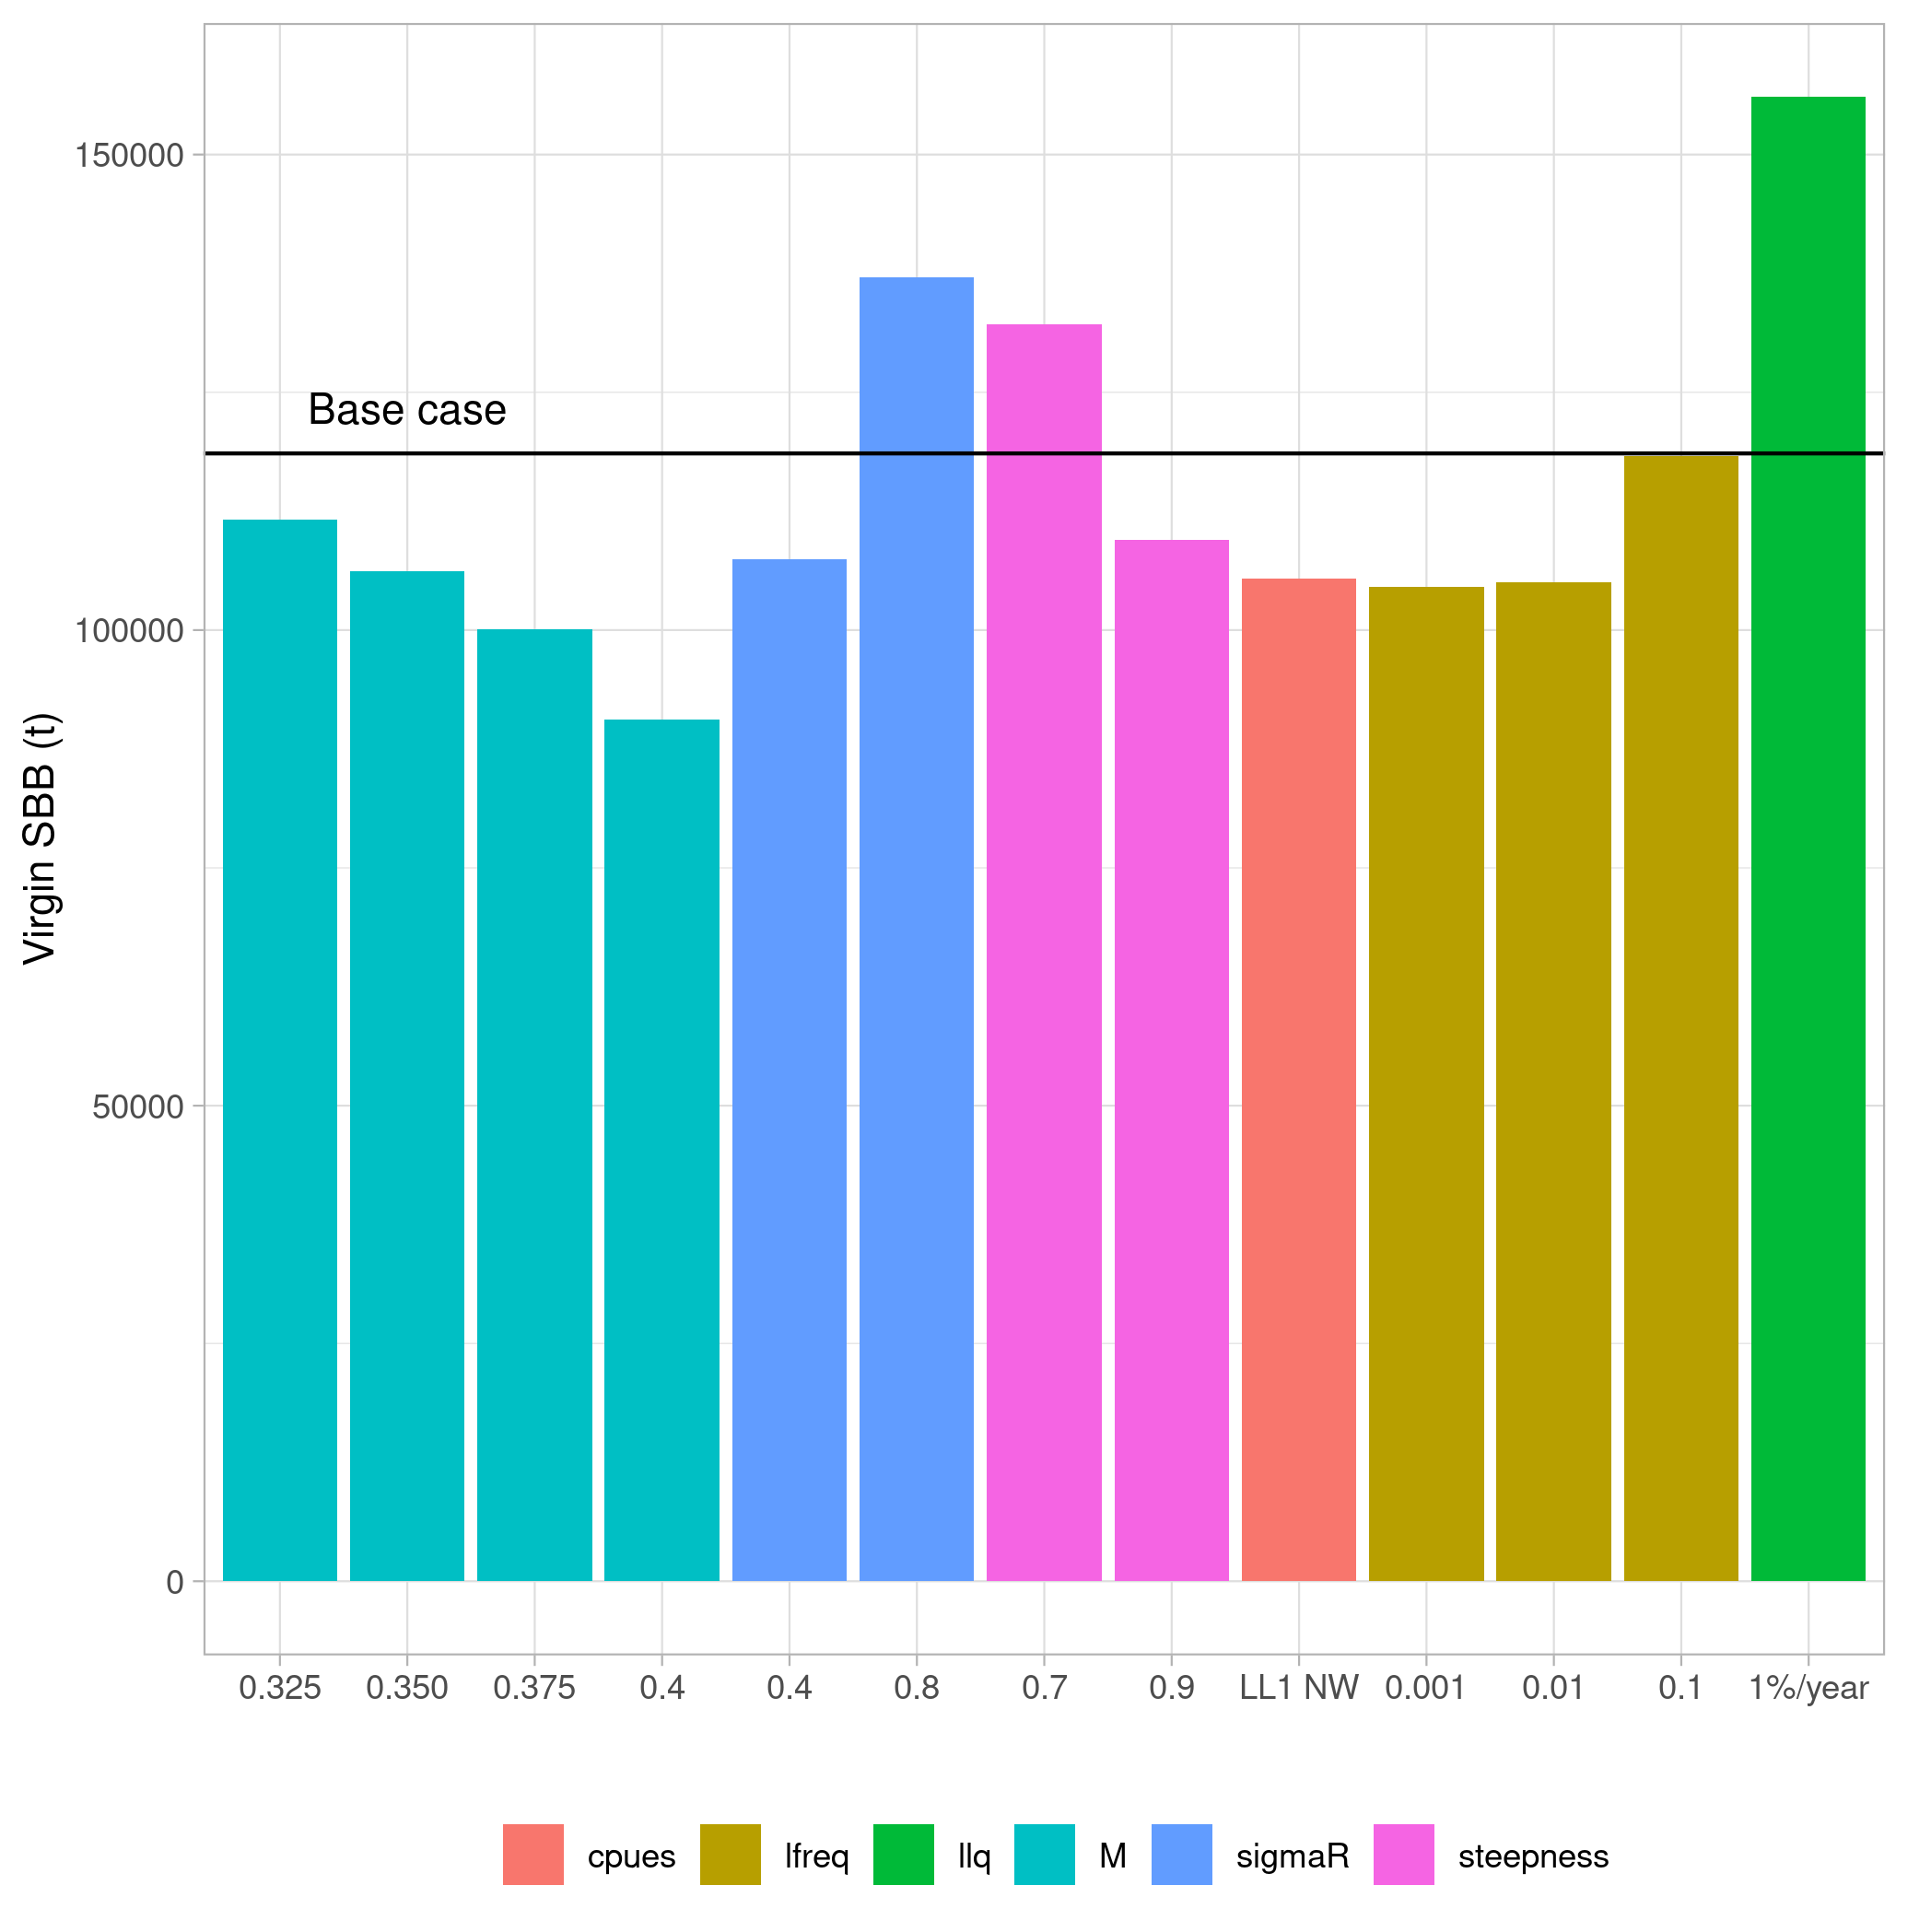 150000
100000
50000
0
Virgin SBB (t)
Base case
0.325 0.350 0.375 0.4 0.4 0.8 0.7 0.9 LL1 NW 0.001 0.01 0.1 1%/year
cpues lfreq llq M sigmaR steepness